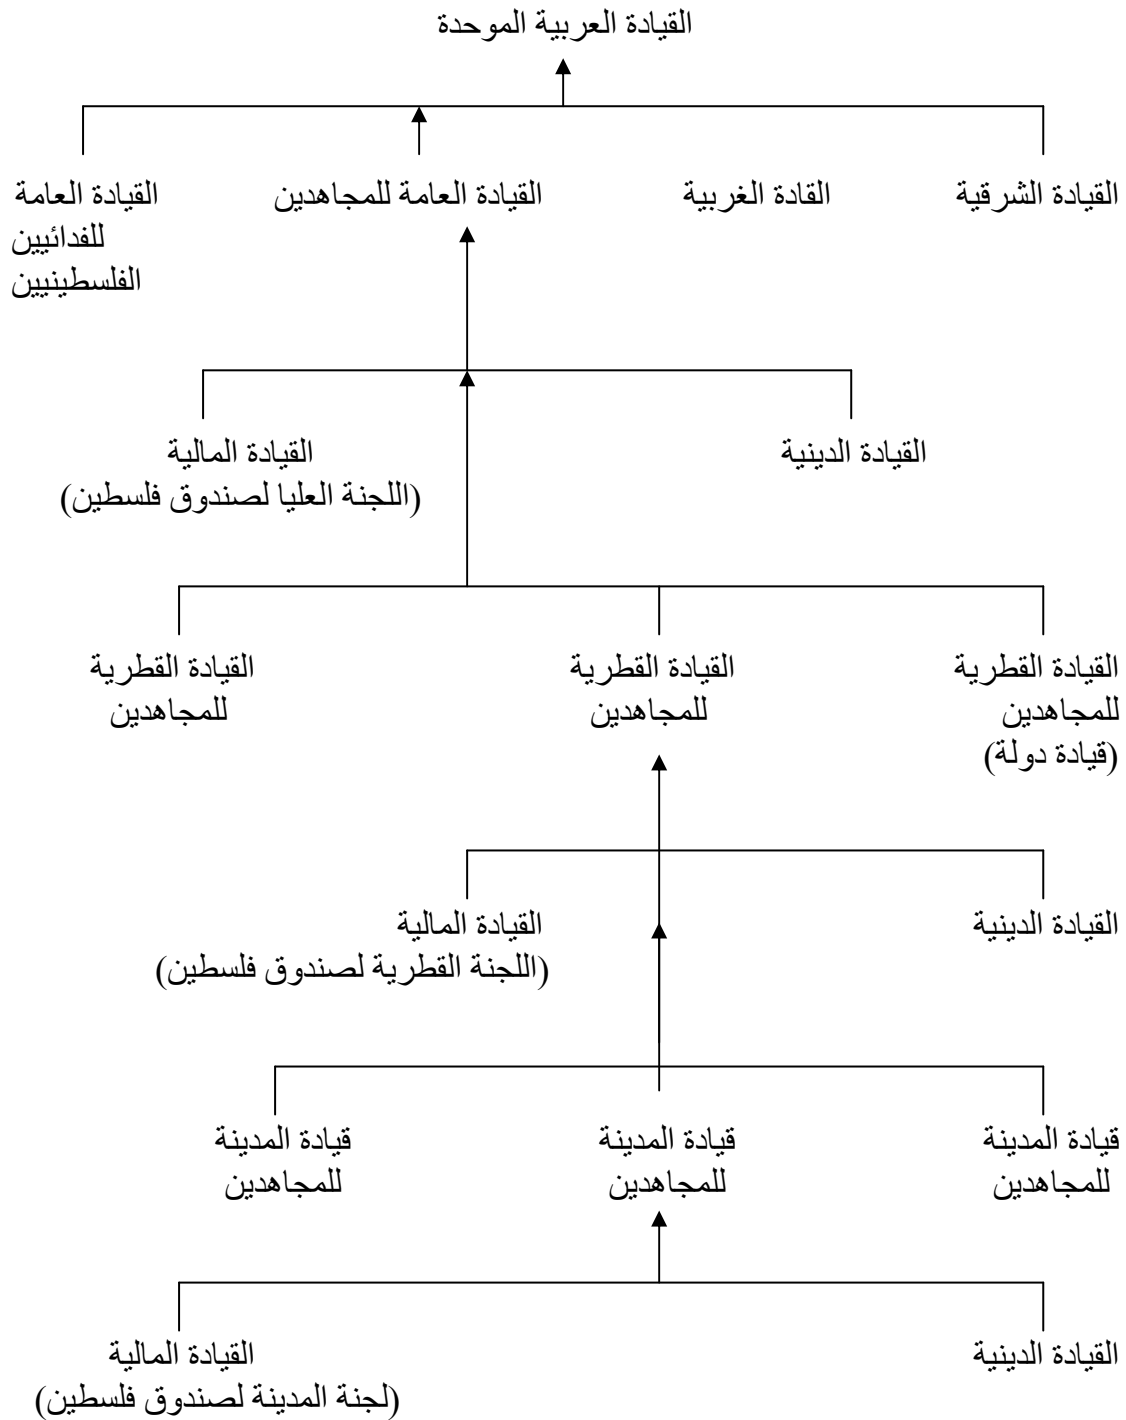 القيادة العربية الموحدة
القيادة الشرقية
القادة الغربية
القيادة العامة للمجاهدين
القيادة العامة
للفدائيين
الفلسطينيين
القيادة الدينية
القيادة المالية
(اللجنة العليا لصندوق فلسطين)
القيادة القطرية
للمجاهدين
(قيادة دولة)
القيادة القطرية
للمجاهدين
القيادة القطرية
للمجاهدين
القيادة الدينية
القيادة المالية
(اللجنة القطرية لصندوق فلسطين)
قيادة المدينة
للمجاهدين
قيادة المدينة
للمجاهدين
قيادة المدينة
للمجاهدين
القيادة الدينية
القيادة المالية
(لجنة المدينة لصندوق فلسطين)